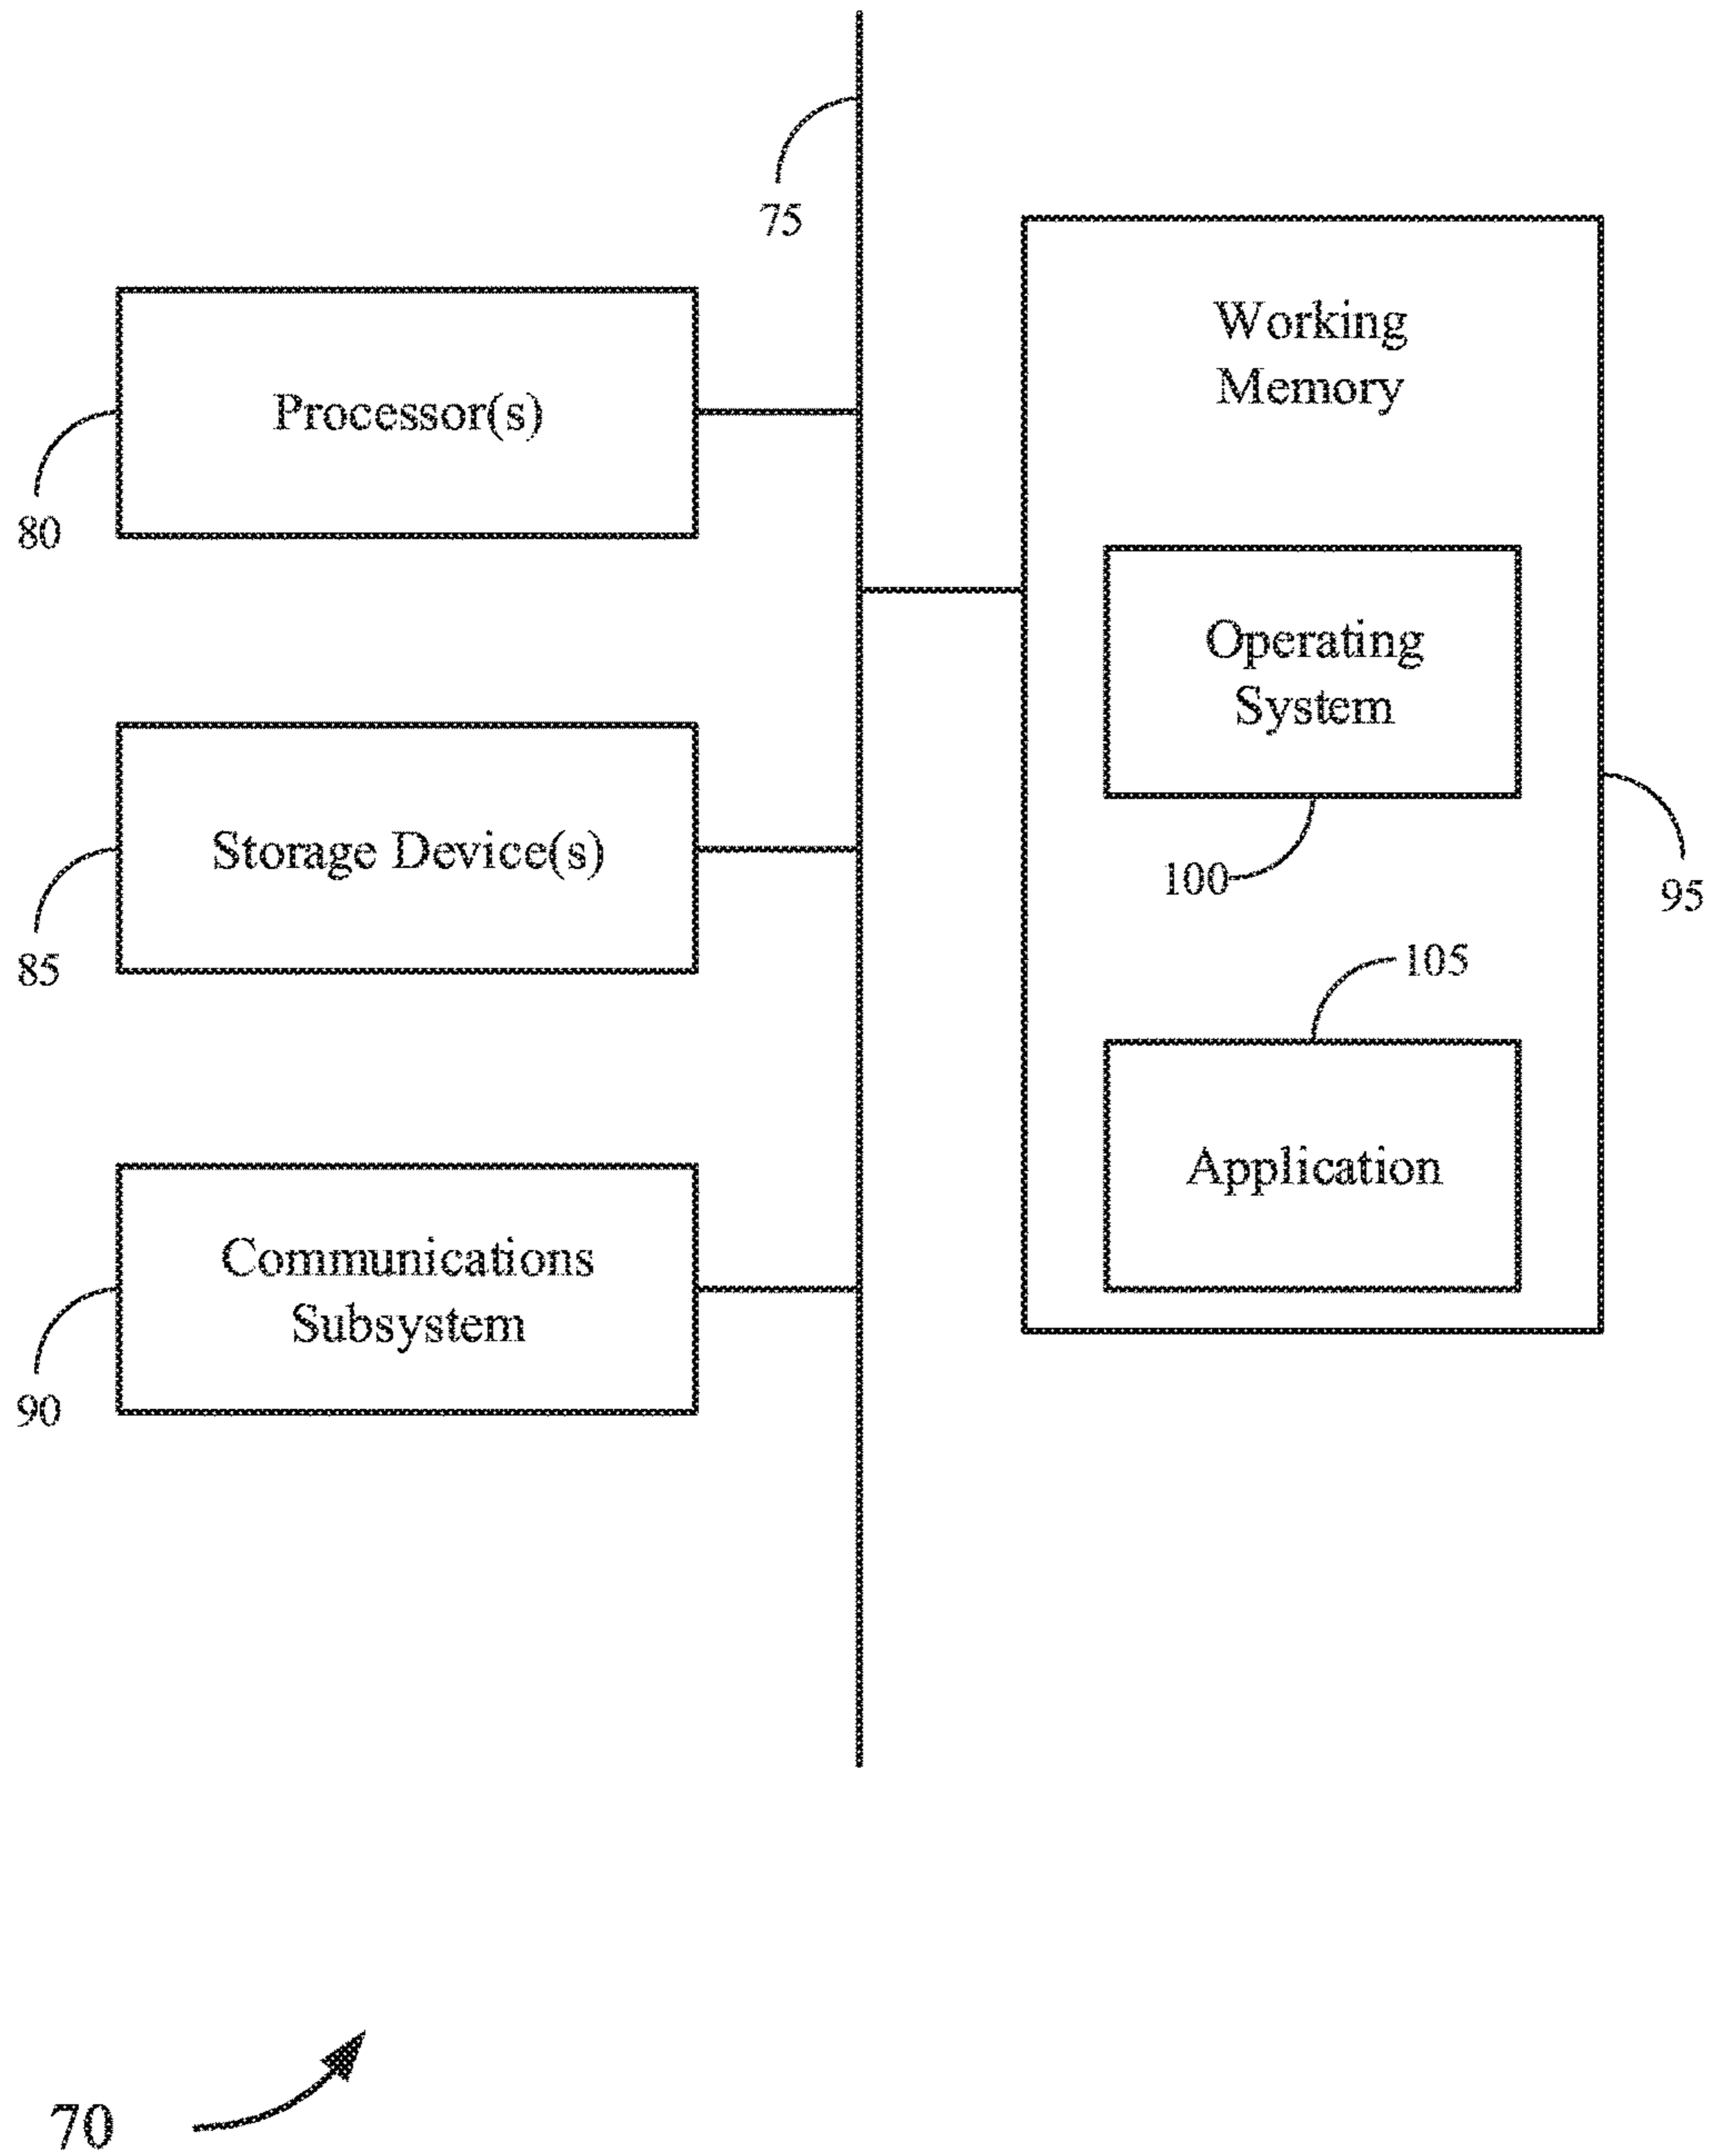 75
Processor(s)
80
Storage Device(s)
85
Communications
Subsystem
90
Working
Memory
Operating
System
100
95
105
Application
70